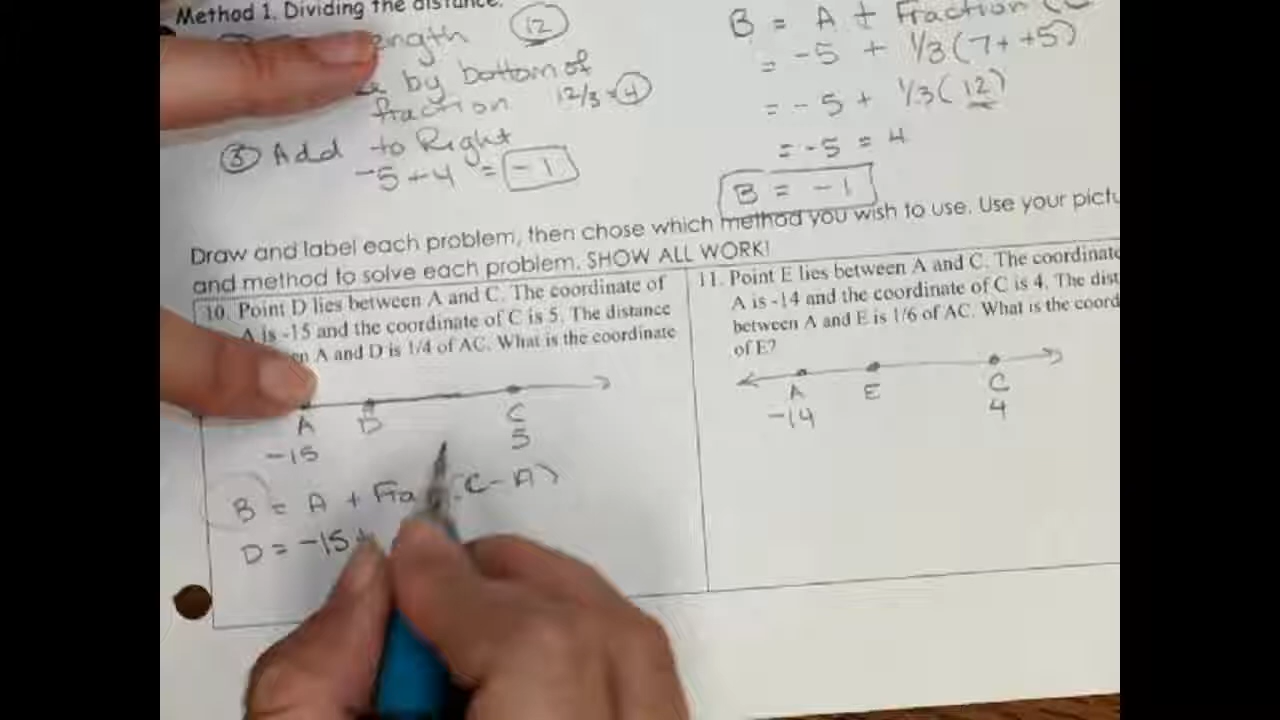 Method 1. Dividing the distance.
ength 12
by bottom of
fraction 12/3 = 4
③ Add to Right
-5+4 = -1
B = A + Fraction (
= -5 + 1/3(7++5)
= -5 + 1/3(12)
= -5 = 4
B = -1
Draw and label each problem, then chose which method you wish to use. Use your pictu
and method to solve each problem. SHOW ALL WORK!
10. Point D lies between A and C. The coordinate of
A is -15 and the coordinate of C is 5. The distance
en A and D is 1/4 of AC. What is the coordinate
A D C
-15 5
B = A + Fra (C - A)
D = -15+
11. Point E lies between A and C. The coordinate
A is -14 and the coordinate of C is 4. The dist
between A and E is 1/6 of AC. What is the coord
of E?
A E C
-14 4